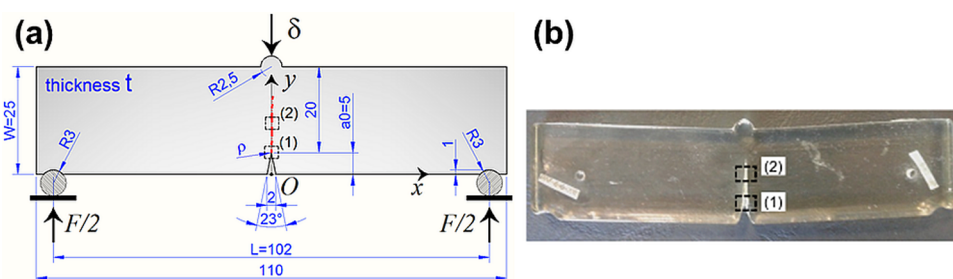 (a)
δ
thickness t
R2,5
y
20
a0=5
W=25
R3
(2)
(1)
ρ
1
R3
O
x
2
23°
F/2
F/2
L=102
110
(b)
(2)
(1)